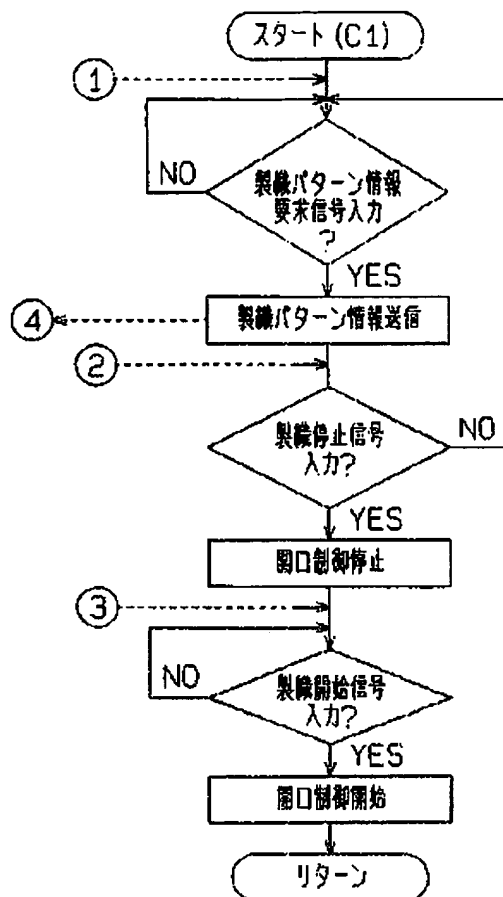 スタート(C1)
①
NO
製織パターン情報
要求信号入力
?
YES
④
製織パターン情報送信
②
製織停止信号
入力?
NO
YES
開口制御停止
③
NO
製織開始信号
入力?
YES
開口制御開始
リターン